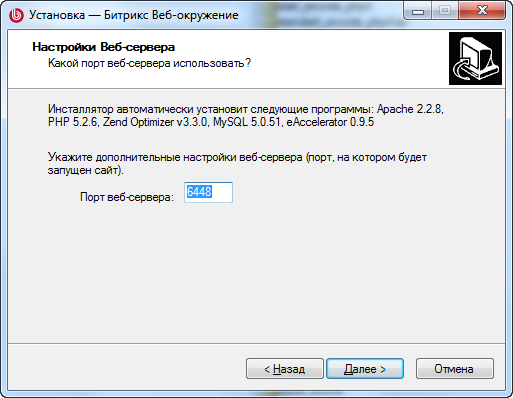 Установка — Битрикс Веб-окружение
Настройки Веб-сервера
Какой порт веб-сервера использовать?
Инсталлятор автоматически установит следующие программы: Apache 2.2.8,
PHP 5.2.6, Zend Optimizer v3.3.0, MySQL 5.0.51, eAccelerator 0.9.5
Укажите дополнительные настройки веб-сервера (порт, на котором будет
запущен сайт).
Порт веб-сервера: 6448
< Назад Далее > Отмена